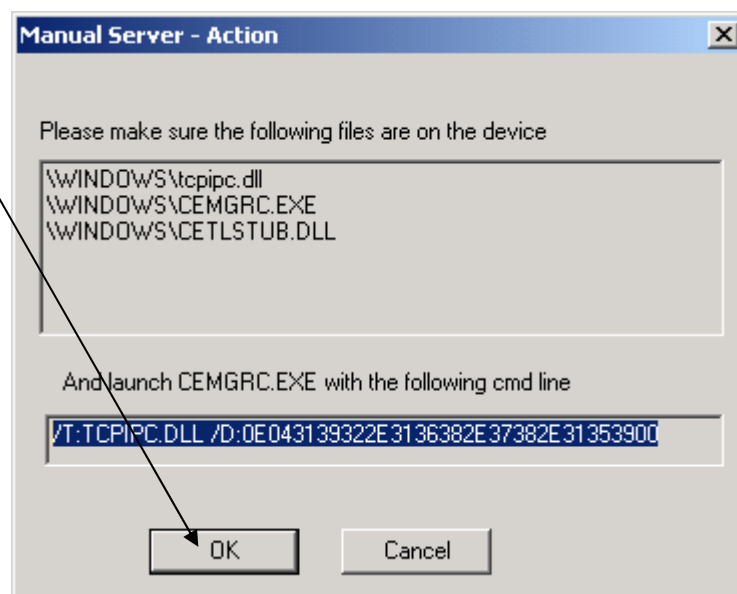 Manual Server - Action
Please make sure the following files are on the device
\WINDOWS\tcpipc.dll
\WINDOWS\CEMGRC.EXE
\WINDOWS\CETLSTUB.DLL
And launch CEMGRC.EXE with the following cmd line
/T:TCPIPC.DLL /D:0E043139322E3136382E37382E31353900
OK Cancel